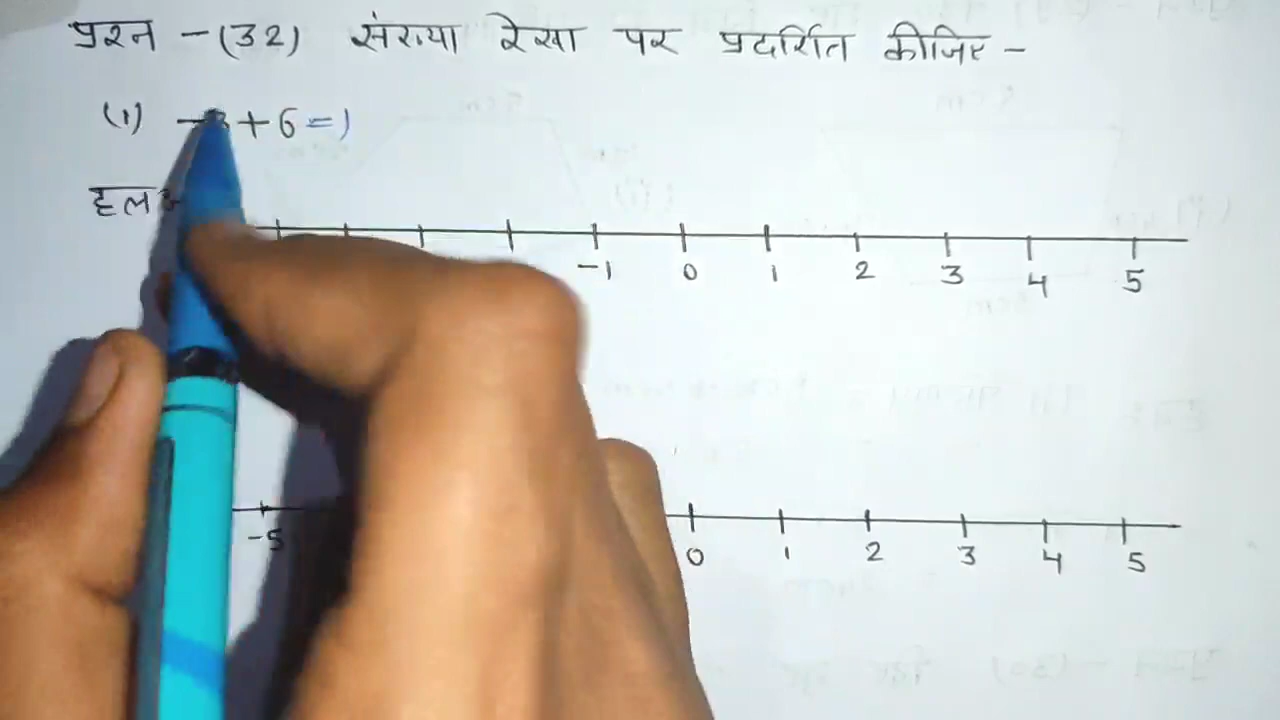 प्रश्न - (32) संख्या रेखा पर प्रदर्शित कीजिए -
(1) + 6 = )
हल
-1 0 1 2 3 4 5
-5 0 1 2 3 4 5